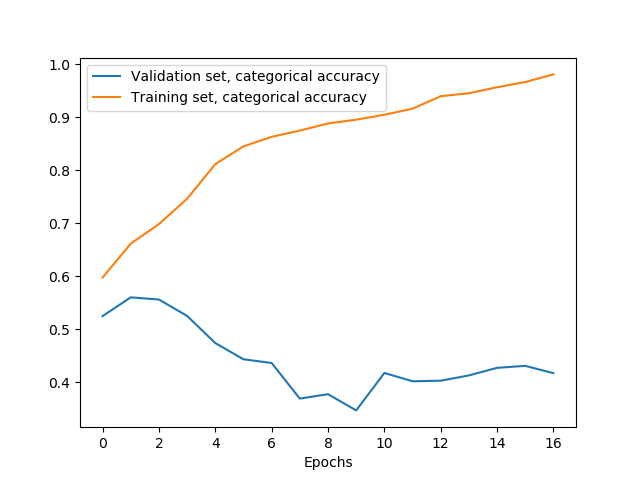 1.0
0.9
0.8
0.7
0.6
0.5
0.4
Validation set, categorical accuracy
Training set, categorical accuracy
0 2 4 6 8 10 12 14 16
Epochs